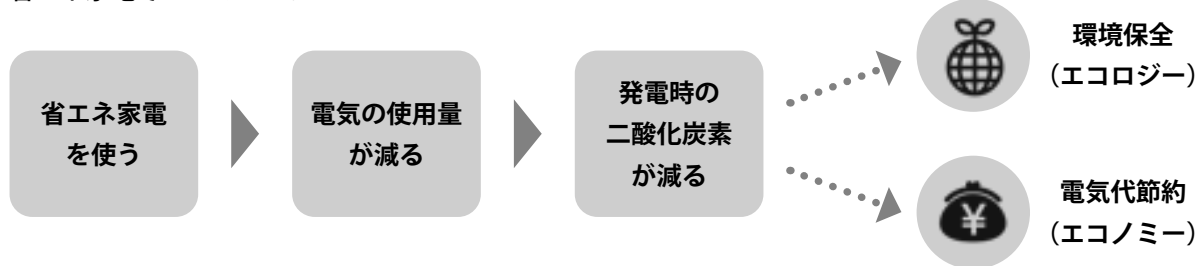 省エネ家電
を使う
電気の使用量
が減る
発電時の
二酸化炭素
が減る
環境保全
（エコロジー）
¥
電気代節約
（エコノミー）